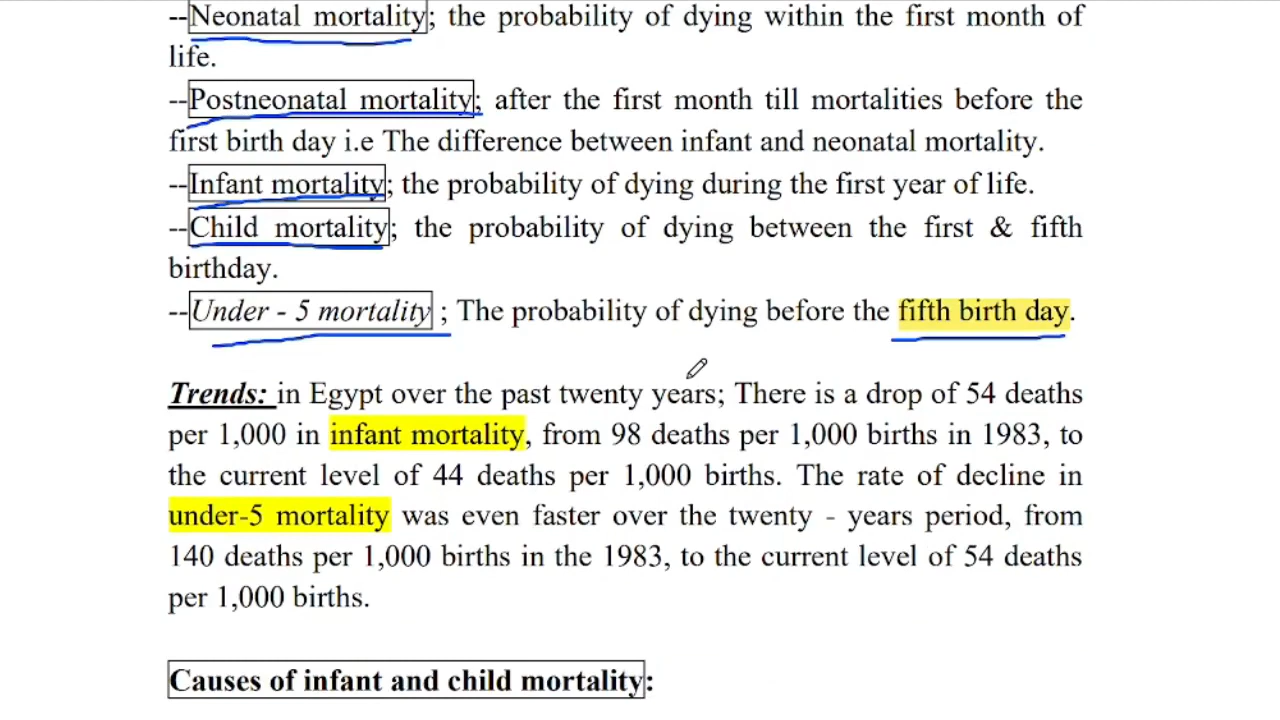 --Neonatal mortality; the probability of dying within the first month of
life.
--Postneonatal mortality; after the first month till mortalities before the
first birth day i.e The difference between infant and neonatal mortality.
--Infant mortality; the probability of dying during the first year of life.
--Child mortality; the probability of dying between the first & fifth
birthday.
--Under - 5 mortality ; The probability of dying before the fifth birth day.
Trends: in Egypt over the past twenty years; There is a drop of 54 deaths
per 1,000 in infant mortality, from 98 deaths per 1,000 births in 1983, to
the current level of 44 deaths per 1,000 births. The rate of decline in
under-5 mortality was even faster over the twenty - years period, from
140 deaths per 1,000 births in the 1983, to the current level of 54 deaths
per 1,000 births.
Causes of infant and child mortality: